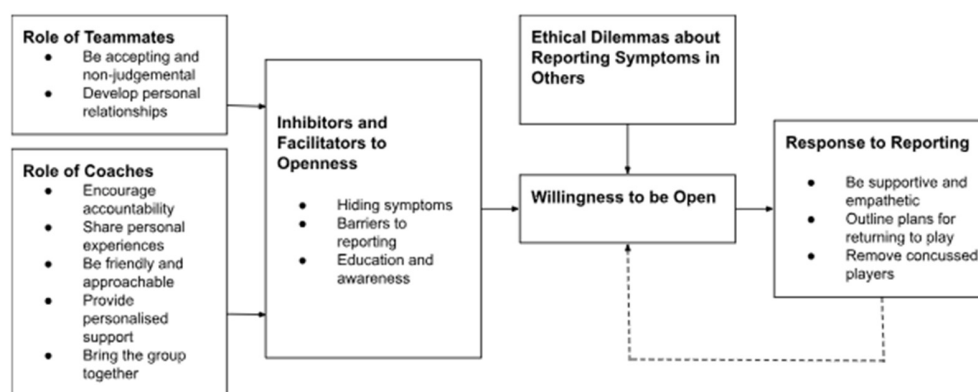 Role of Teammates
● Be accepting and
non-judgemental
● Develop personal
relationships
Role of Coaches
● Encourage
accountability
● Share personal
experiences
● Be friendly and
approachable
● Provide
personalised
support
● Bring the group
together
Inhibitors and
Facilitators to
Openness
● Hiding symptoms
● Barriers to
reporting
● Education and
awareness
Ethical Dilemmas about
Reporting Symptoms in
Others
Willingness to be Open
Response to Reporting
● Be supportive and
empathetic
● Outline plans for
returning to play
● Remove concussed
players